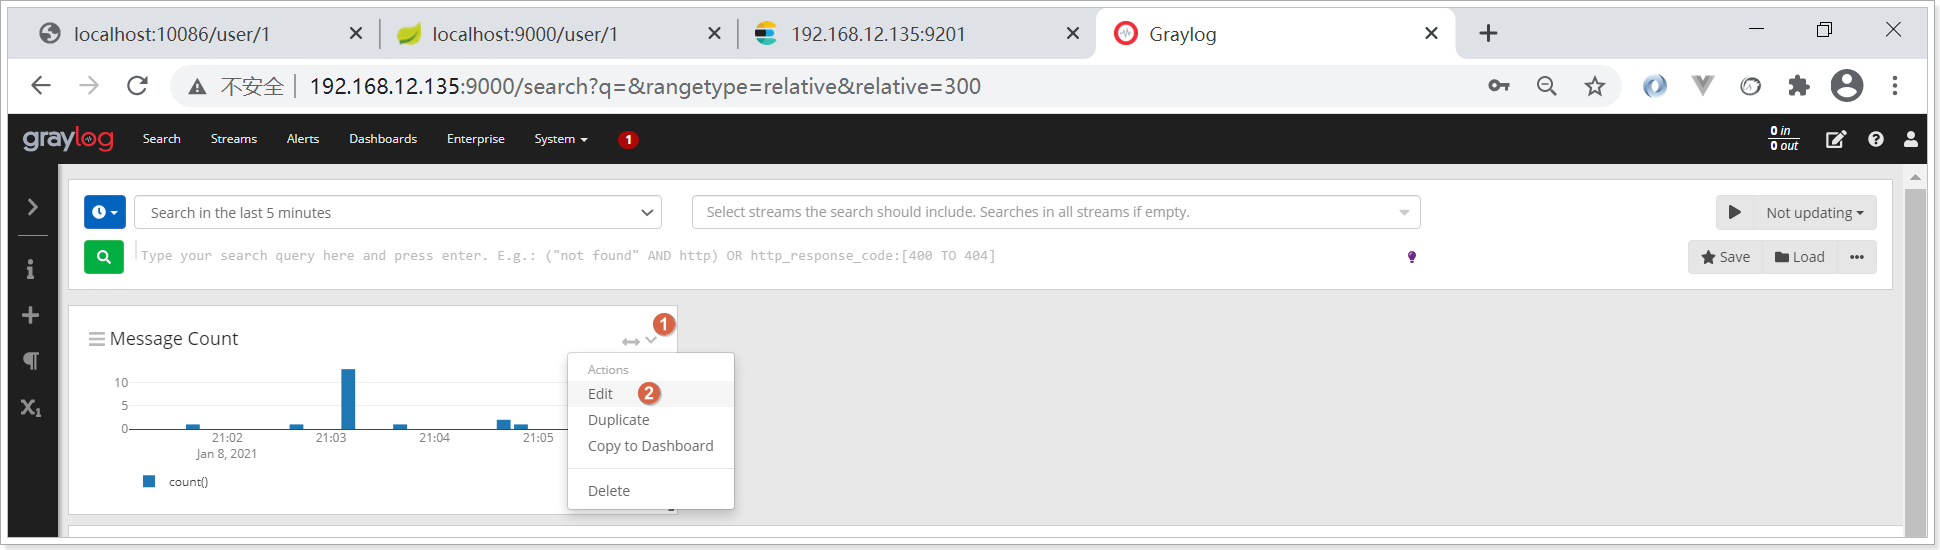 localhost:10086/user/1
localhost:9000/user/1
192.168.12.135:9201
Graylog
不安全 192.168.12.135:9000/search?q=&rangetype=relative&relative=300
graylog Search Streams Alerts Dashboards Enterprise System 1
0 in
0 out
Search in the last 5 minutes
Select streams the search should include. Searches in all streams if empty.
Not updating
Type your search query here and press enter. E.g.: ("not found" AND http) OR http_response_code:[400 TO 404]
Save Load
Message Count
1
Actions
Edit 2
Duplicate
Copy to Dashboard
Delete
10
5
0
21:02 21:03 21:04 21:05
Jan 8, 2021
count()